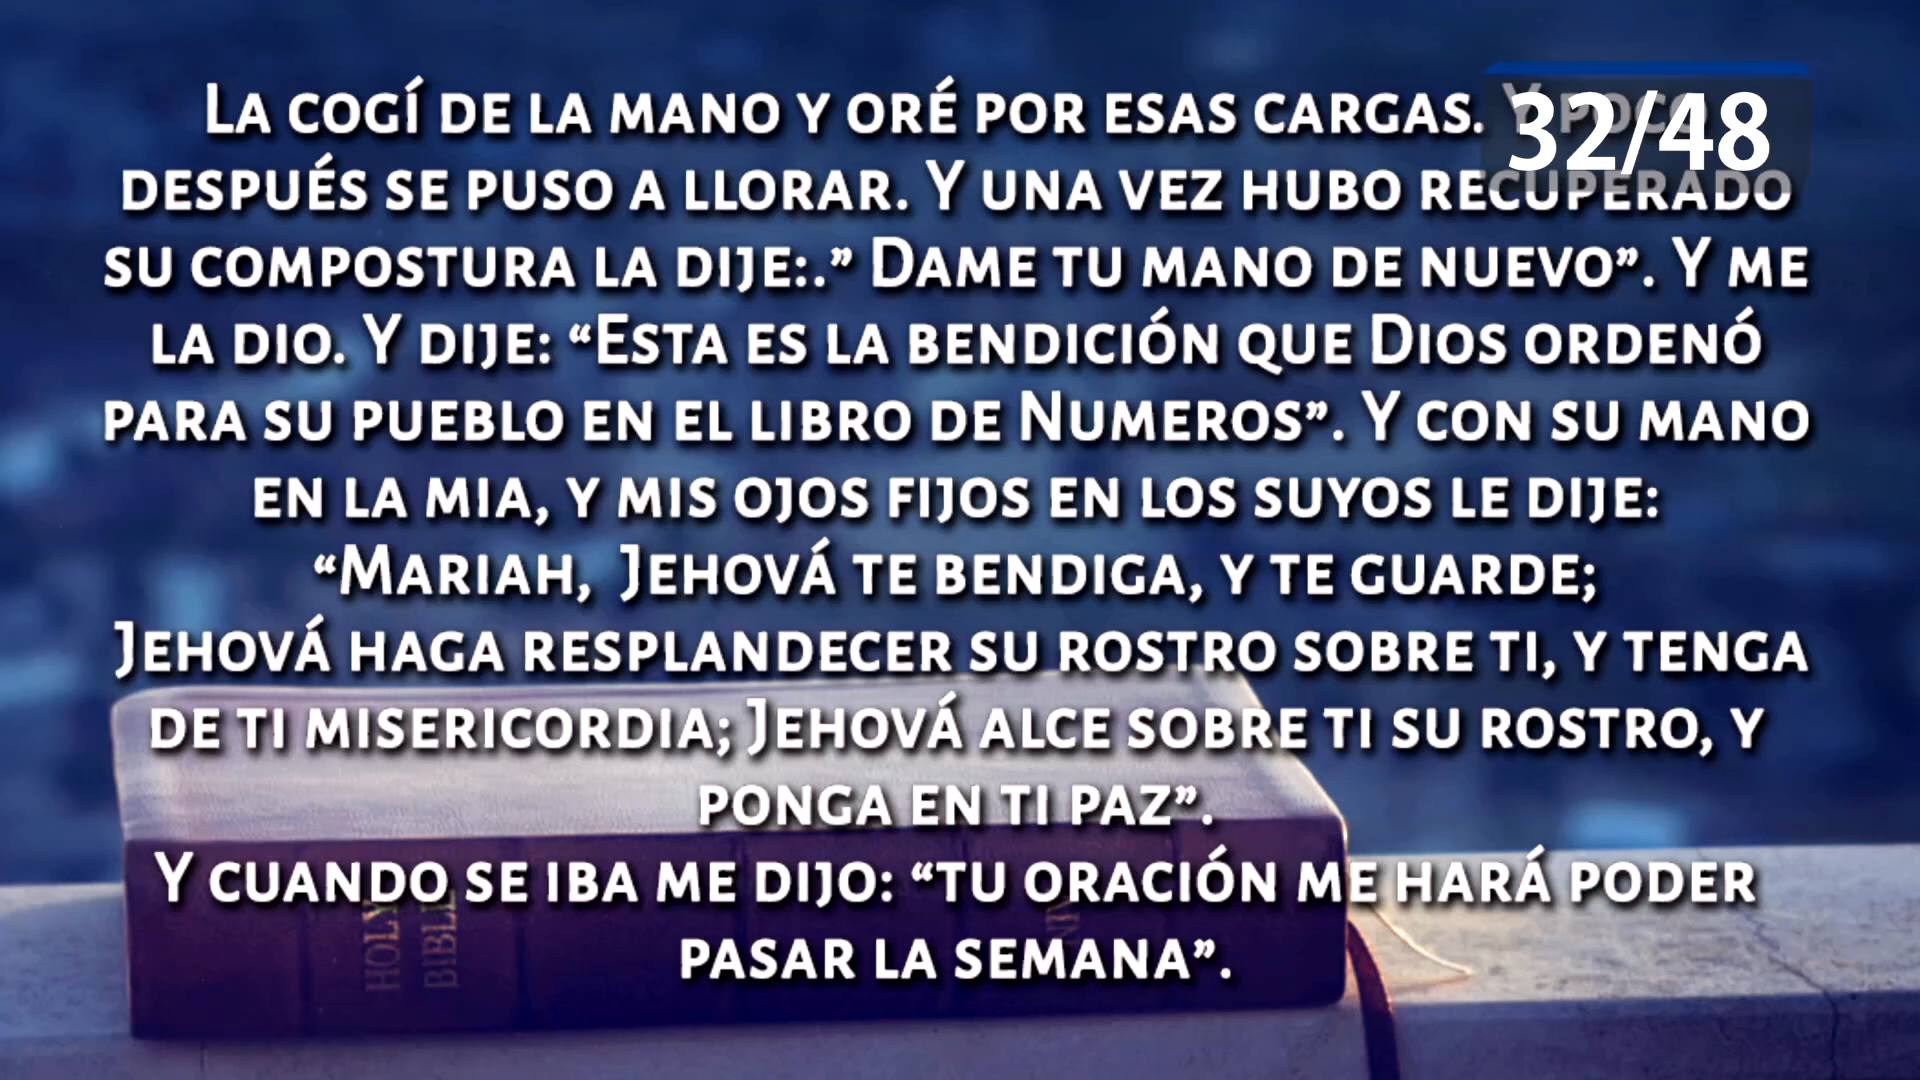 La cogí de la mano y oré por esas cargas. Y poco
32/48
después se puso a llorar. Y una vez hubo recuperado
su compostura la dije:.” Dame tu mano de nuevo”. Y me
la dio. Y dije: “Esta es la bendición que Dios ordenó
para su pueblo en el libro de Numeros”. Y con su mano
en la mia, y mis ojos fijos en los suyos le dije:
“Mariah, Jehová te bendiga, y te guarde;
Jehová haga resplandecer su rostro sobre ti, y tenga
de ti misericordia; Jehová alce sobre ti su rostro, y
ponga en ti paz”.
Y cuando se iba me dijo: “tu oración me hará poder
pasar la semana”.
HOLY
BIBLE
NIV